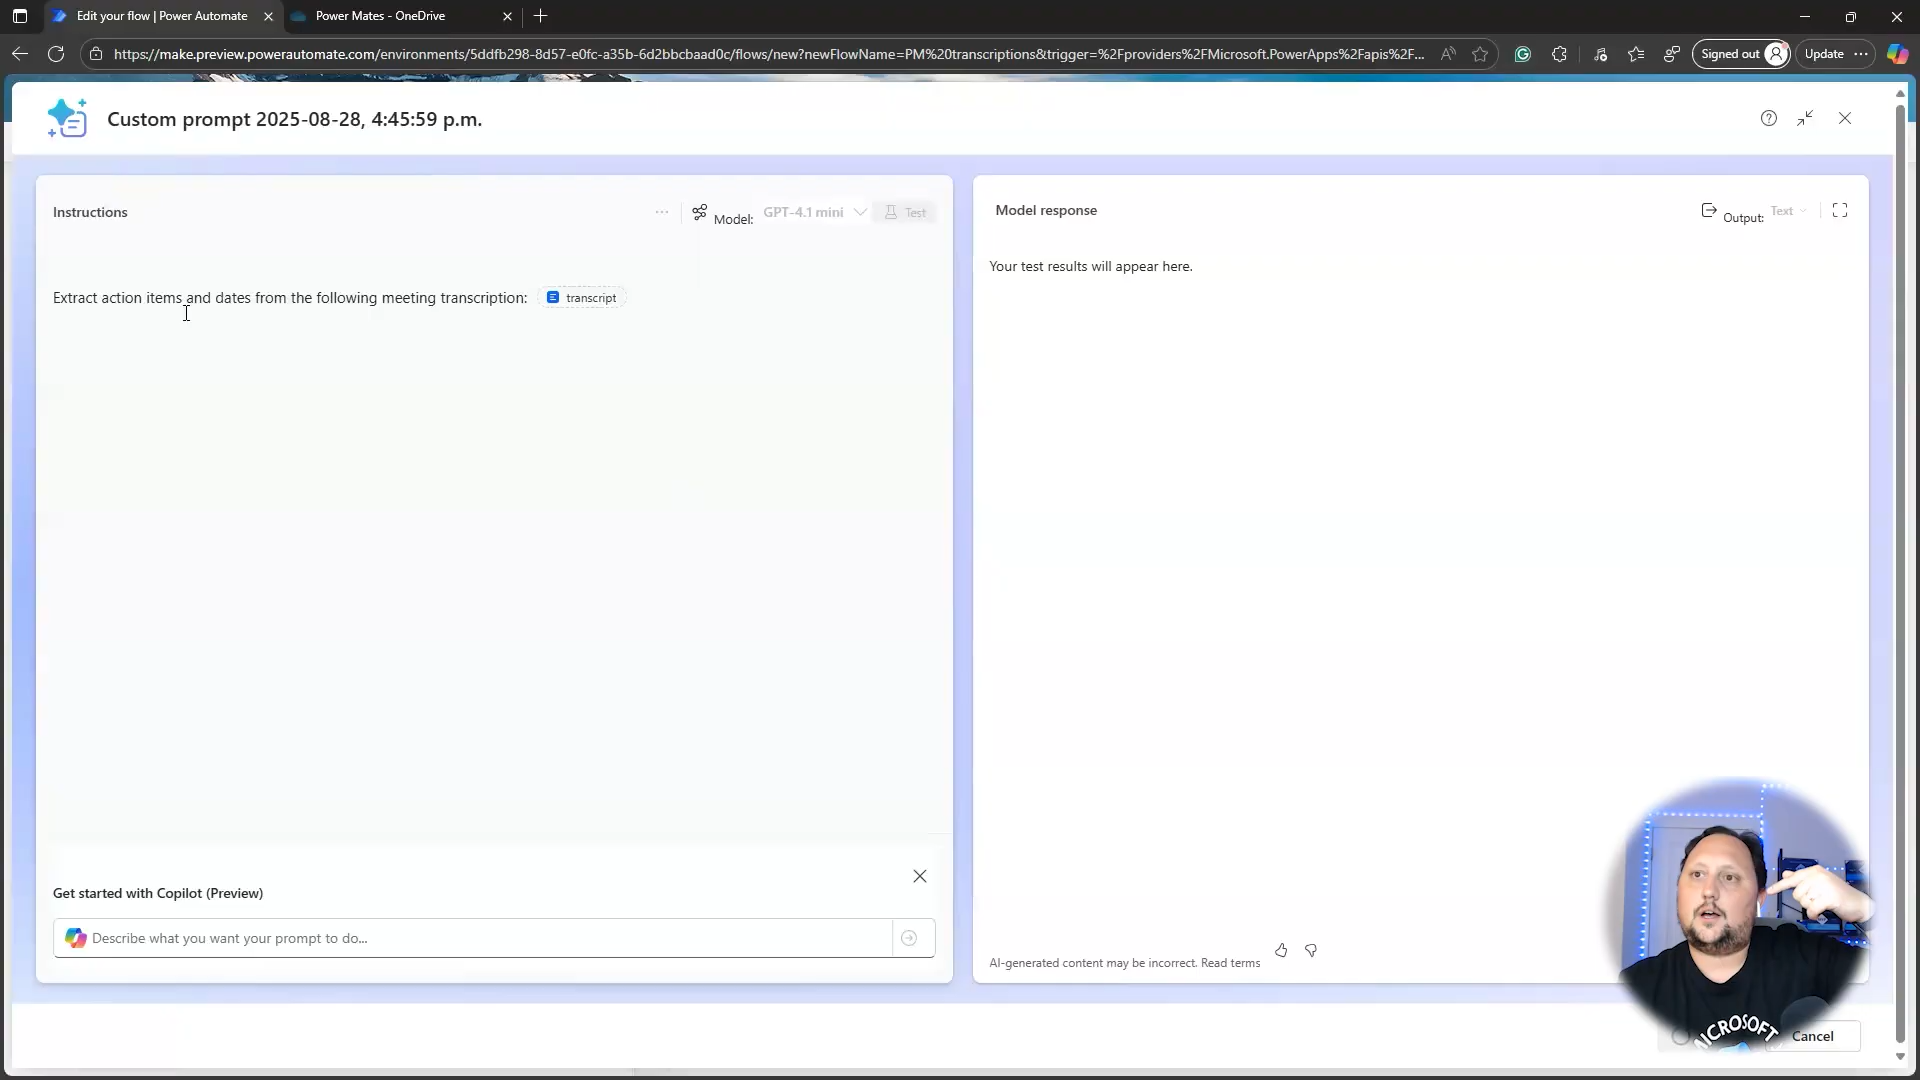 Edit your flow | Power Automate
Power Mates - OneDrive
https://make.preview.powerautomate.com/environments/5ddfb298-8d57-e0fc-a35b-6d2bbcbaad0c/flows/new?newFlowName=PM%20transcriptions&trigger=%2Fproviders%2FMicrosoft.PowerApps%2Fapis%2F...
Signed out
Update
Custom prompt 2025-08-28, 4:45:59 p.m.
Instructions
Model: GPT-4.1 mini
Test
Extract action items and dates from the following meeting transcription: transcript
Get started with Copilot (Preview)
Describe what you want your prompt to do...
Model response
Output: Text
Your test results will appear here.
AI-generated content may be incorrect. Read terms
MICROSOFT
Cancel